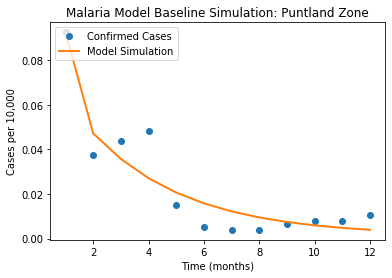 Malaria Model Baseline Simulation: Puntland Zone
Confirmed Cases
Model Simulation
Cases per 10,000
0.08
0.06
0.04
0.02
0.00
2 4 6 8 10 12
Time (months)